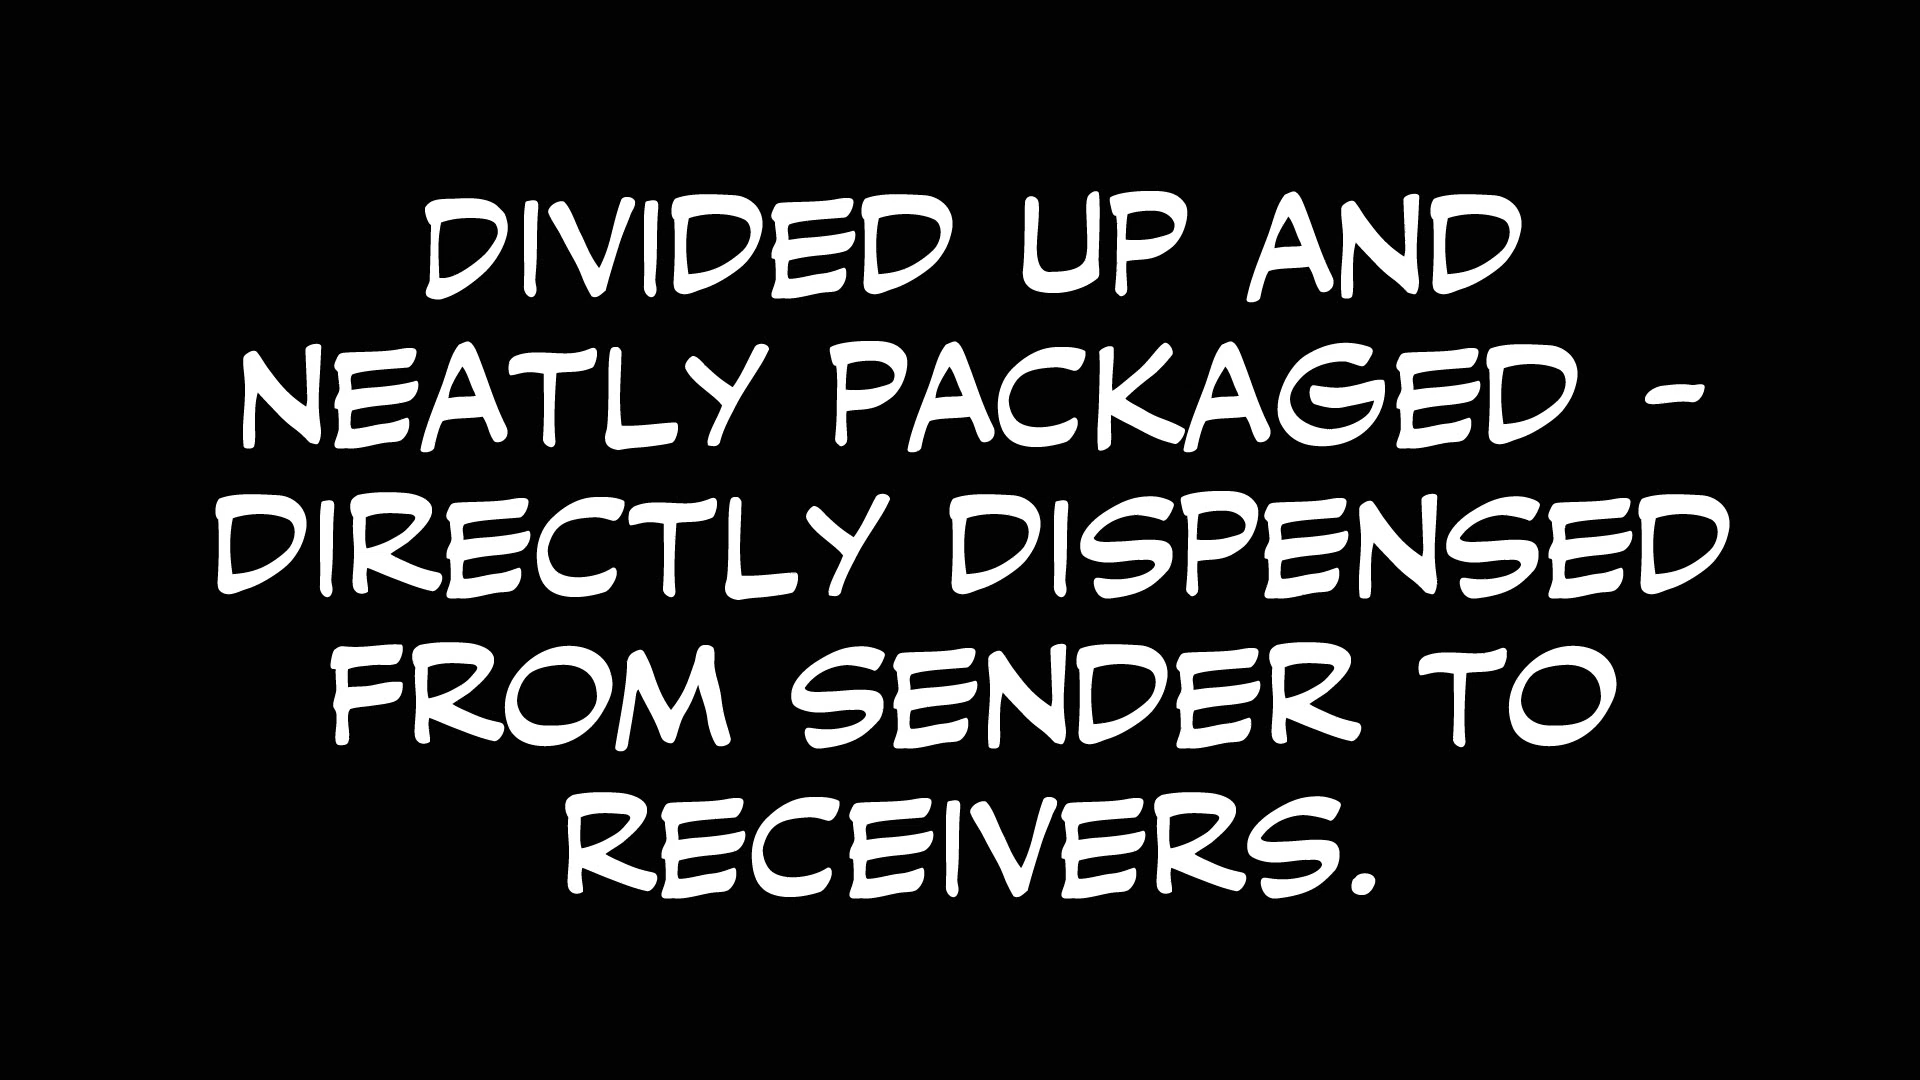 DIVIDED UP AND
NEATLY PACKAGED -
DIRECTLY DISPENSED
FROM SENDER TO
RECEIVERS.